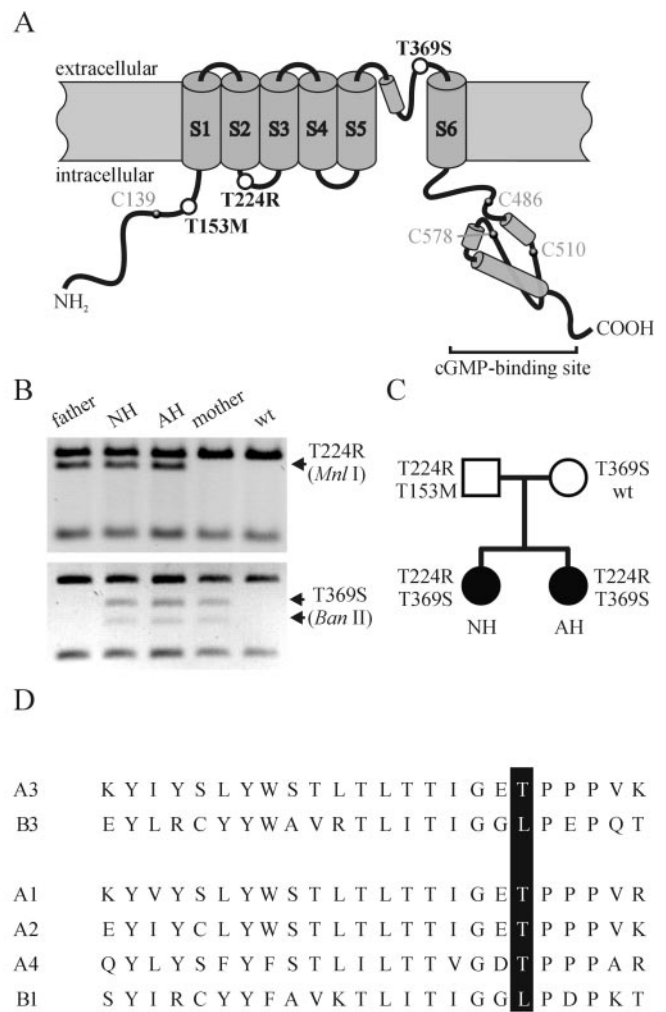 A
extracellular
T369S
S1 S2 S3 S4 S5 S6
intracellular
C139
T224R
T153M
C486
C578
C510
NH2
COOH
cGMP-binding site
B
father NH AH mother wt
T224R
(Mnl I)
T369S
(Ban II)
C
T224R
T153M
T369S
wt
T224R
T369S
T224R
T369S
NH AH
D
A3 K Y I Y S L Y W S T L T L T T I G E T P P P V K
B3 E Y L R C Y Y W A V R T L I T I G G L P E P Q T
A1 K Y V Y S L Y W S T L T L T T I G E T P P P V R
A2 E Y I Y C L Y W S T L T L T T I G E T P P P V K
A4 Q Y L Y S F Y F S T L I L T T V G D T P P P A R
B1 S Y I R C Y Y F A V K T L I T I G G L P D P K T